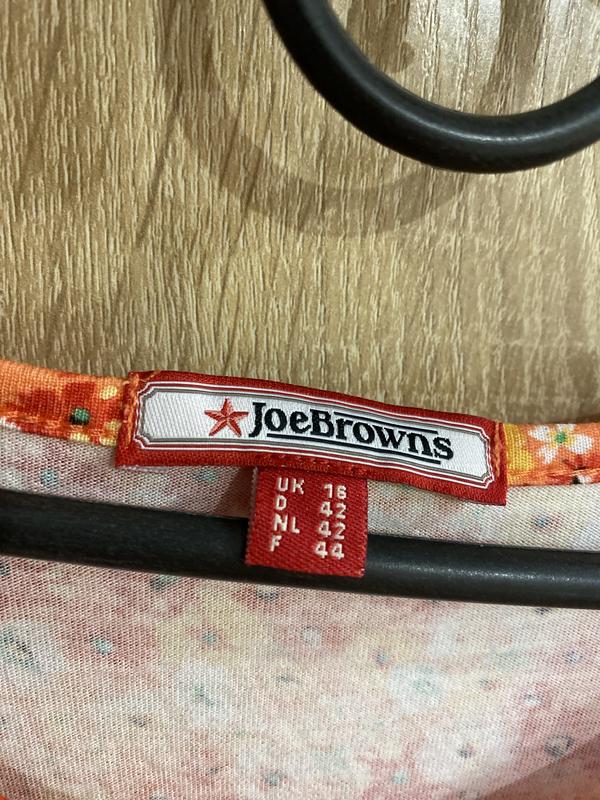 JoeBrowns
UK 16
D 42
NL 42
F 44